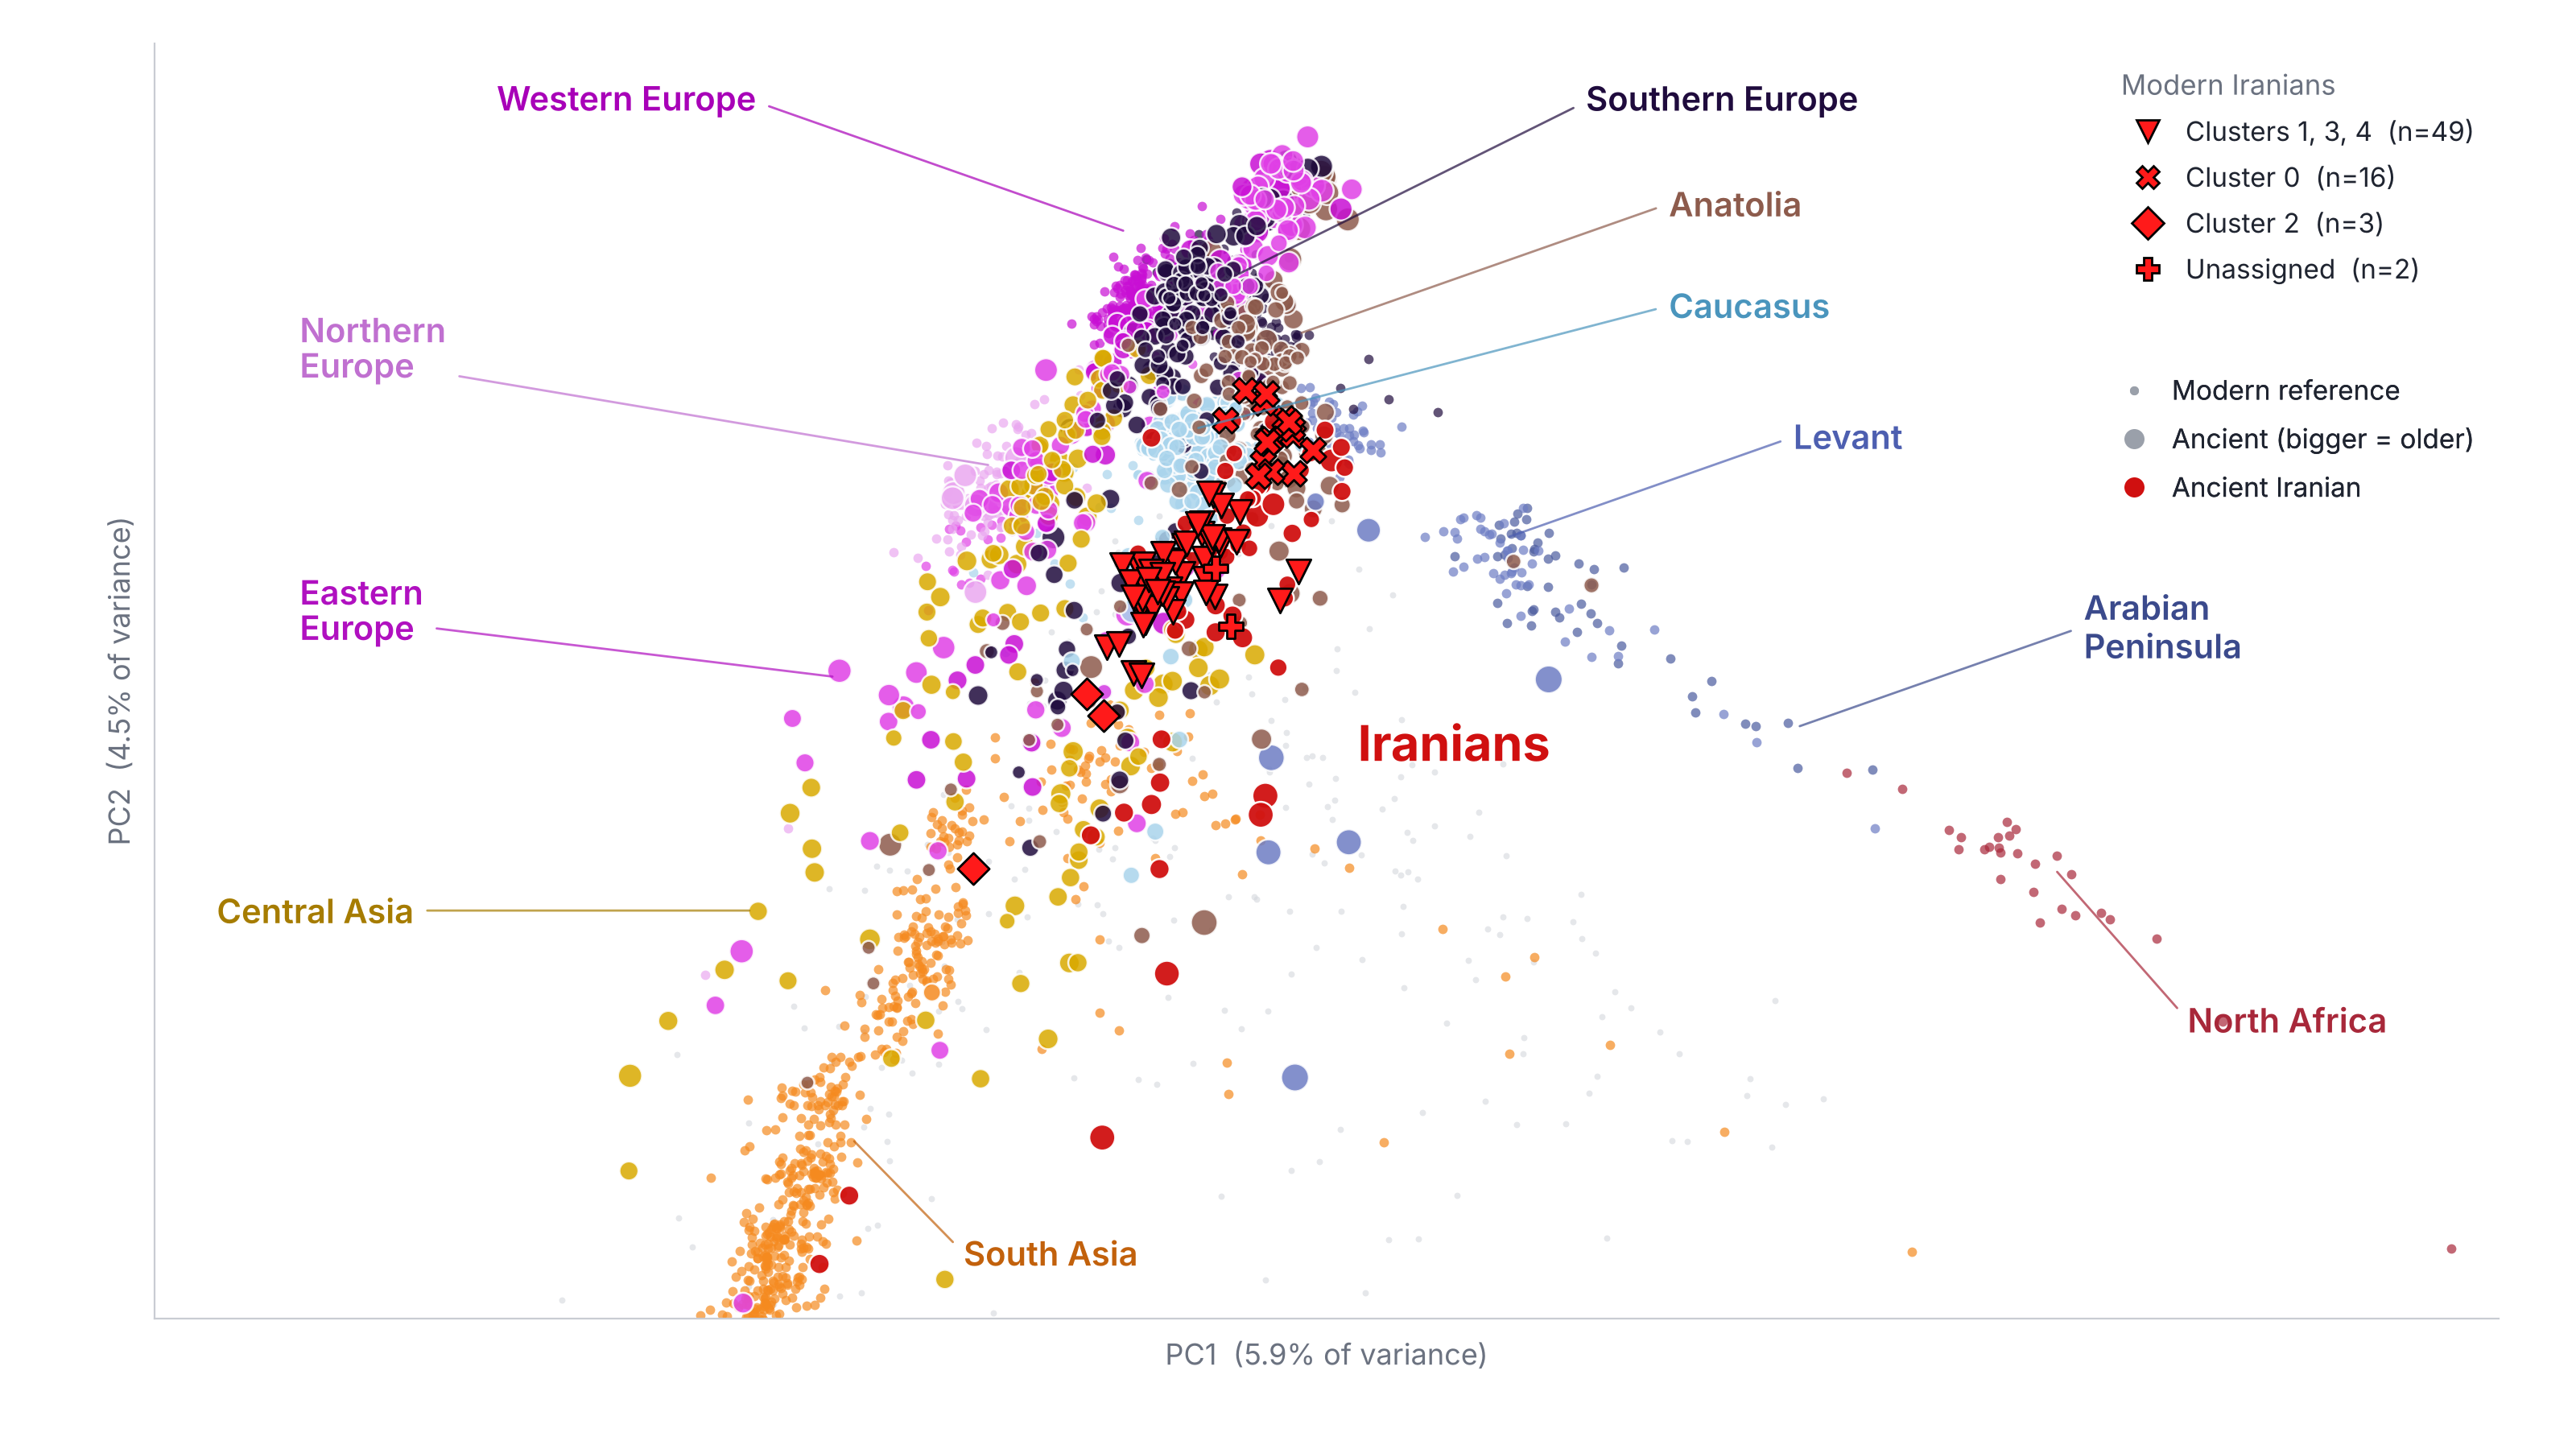 Western Europe
Southern Europe
Modern Iranians
Clusters 1, 3, 4 (n=49)
Cluster 0 (n=16)
Cluster 2 (n=3)
Unassigned (n=2)
Anatolia
Caucasus
Northern
Europe
Modern reference
Ancient (bigger = older)
Ancient Iranian
Levant
Eastern
Europe
Arabian
Peninsula
Iranians
Central Asia
North Africa
South Asia
PC2 (4.5% of variance)
PC1 (5.9% of variance)